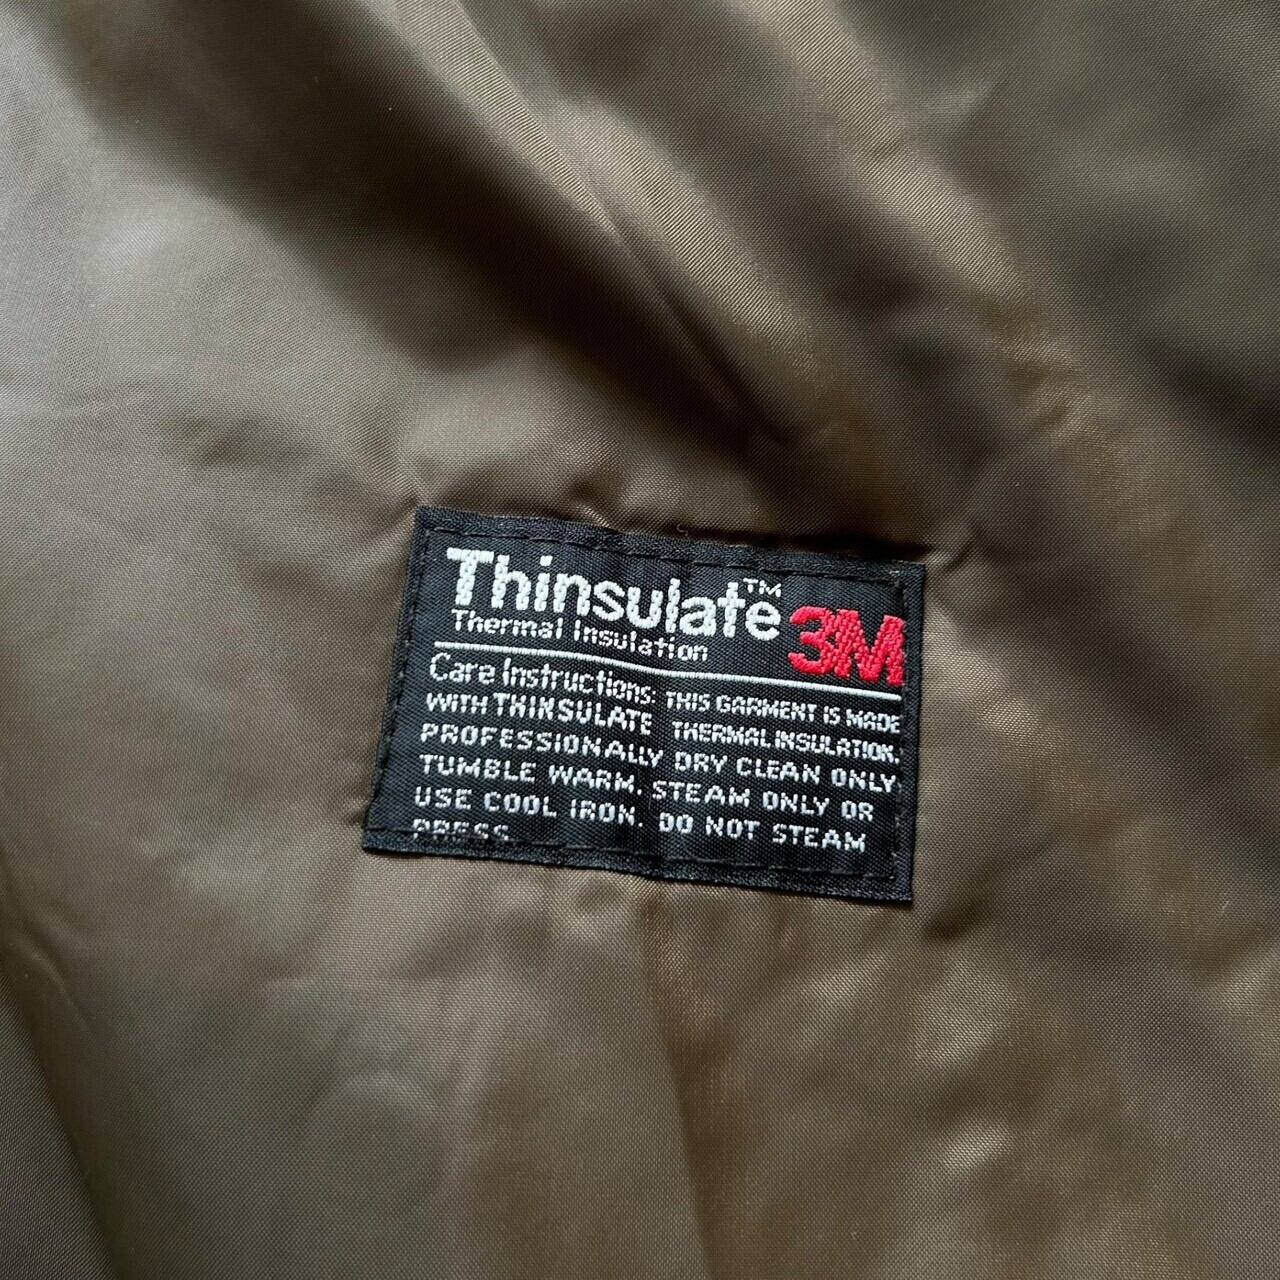 Thinsulate™ 3M
Thermal Insulation
Care Instructions: THIS GARMENT IS MADE
WITH THINSULATE THERMAL INSULATION.
PROFESSIONALLY DRY CLEAN ONLY
TUMBLE WARM. STEAM ONLY OR
USE COOL IRON. DO NOT STEAM
PRESS.